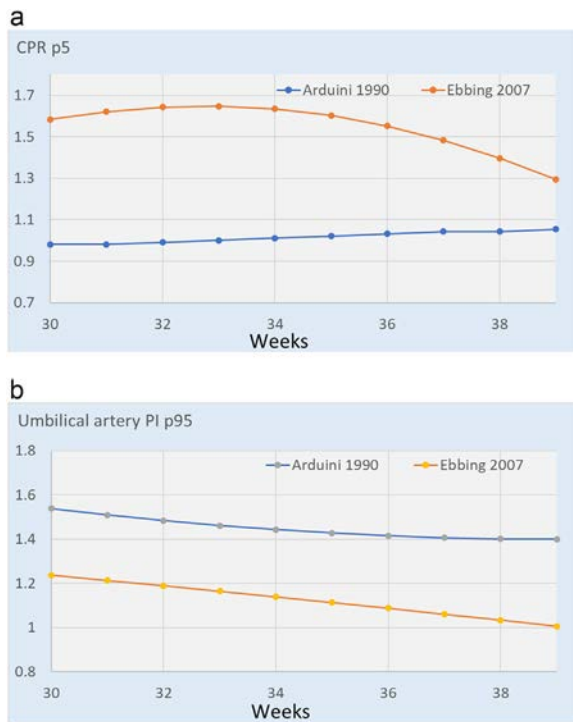 a
CPR p5
Arduini 1990 Ebbing 2007
1.7
1.5
1.3
1.1
0.9
0.7
30 32 34 36 38
Weeks
b
Umbilical artery PI p95
1.8
Arduini 1990 Ebbing 2007
1.6
1.4
1.2
1
0.8
30 32 34 36 38
Weeks